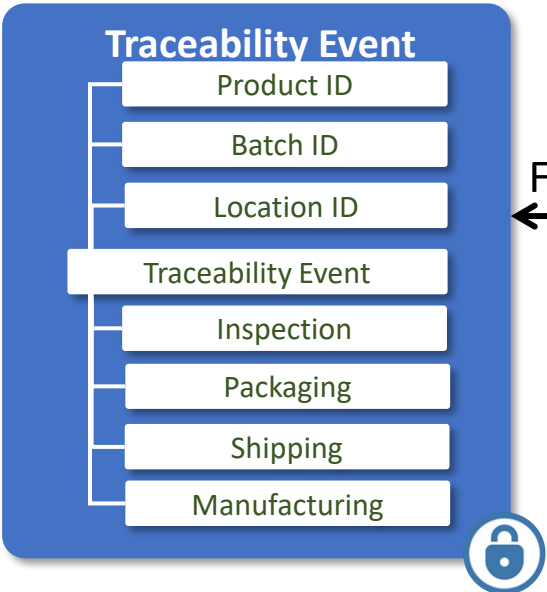 Traceability Event
Product ID
Batch ID
F
Location ID
Traceability Event
Inspection
Packaging
Shipping
Manufacturing